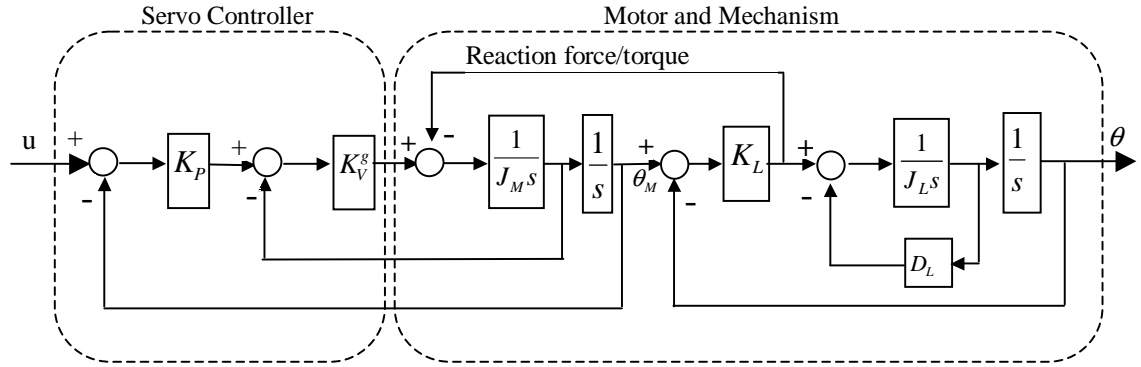 Servo Controller
Motor and Mechanism
Reaction force/torque
u
+
-
K_P
+
-
K_V^g
+
-
1/(J_M s)
1/s
θ_M
+
-
K_L
+
-
1/(J_L s)
1/s
θ
D_L